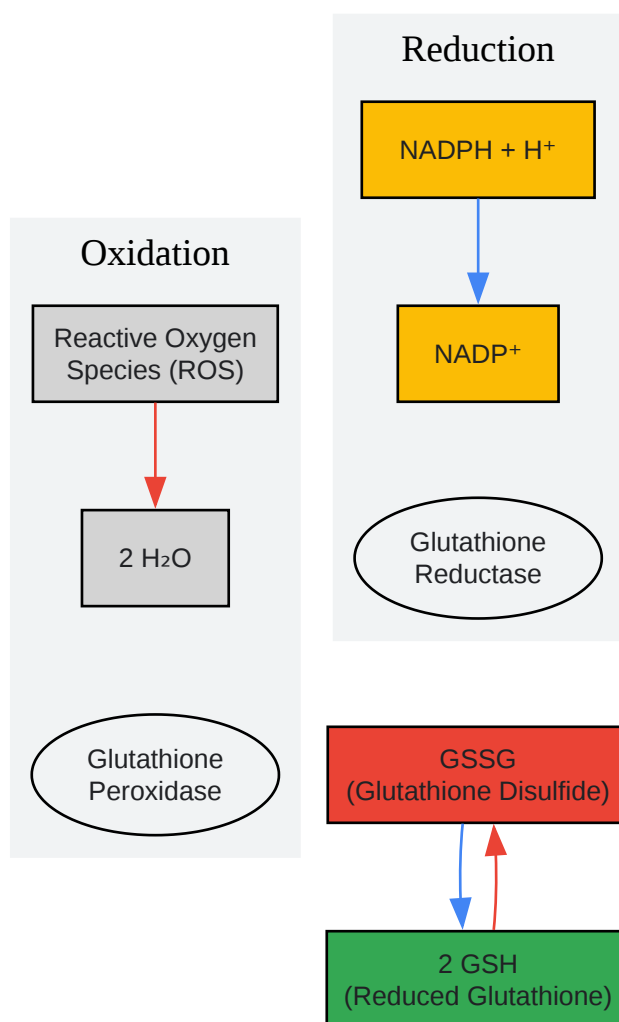 Reduction
NADPH + H⁺
NADP⁺
Glutathione
Reductase
Oxidation
Reactive Oxygen
Species (ROS)
2 H₂O
Glutathione
Peroxidase
GSSG
(Glutathione Disulfide)
2 GSH
(Reduced Glutathione)